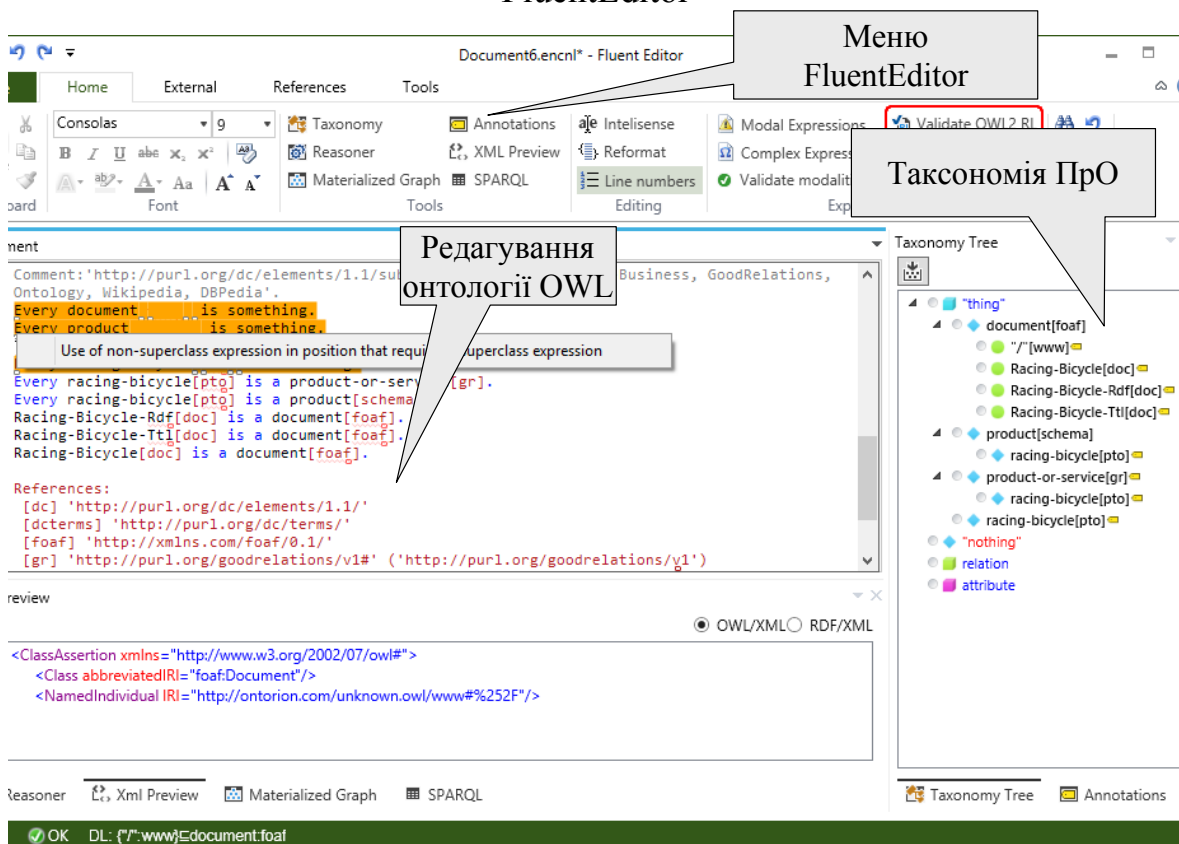 FluentEditor
Document6.encnl* - Fluent Editor
Меню
FluentEditor
Home External References Tools
Consolas 9 Taxonomy Annotations Intelisense Modal Expressions Validate OWL2 RL
B I U abc x₂ x² Reasoner XML Preview Reformat Complex
Materialized Graph SPARQL Line numbers Validate
Font Tools Editing
Таксономія ПрО
Редагування
онтології OWL
Taxonomy Tree
Comment:'http://purl.org/dc/elements/1.1/ Business, GoodRelations,
Ontology, Wikipedia, DBPedia'.
Every document is something.
Every product is something.
Use of non-superclass expression in position that superclass expression
Every racing-bicycle[pto] is a product-or- [gr].
Every racing-bicycle[pto] is a product[schema
Racing-Bicycle-Rdf[doc] is a document[foaf].
Racing-Bicycle-Ttl[doc] is a document[foaf].
Racing-Bicycle[doc] is a document[foaf].
References:
[dc] 'http://purl.org/dc/elements/1.1/'
[dcterms] 'http://purl.org/dc/terms/'
[foaf] 'http://xmlns.com/foaf/0.1/'
[gr] 'http://purl.org/goodrelations/v1#' ('http://purl.org/goodrelations/v1')
"thing"
document[foaf]
"/"[www]
Racing-Bicycle[doc]
Racing-Bicycle-Rdf[doc]
Racing-Bicycle-Ttl[doc]
product[schema]
racing-bicycle[pto]
product-or-service[gr]
racing-bicycle[pto]
racing-bicycle[pto]
"nothing"
relation
attribute
OWL/XML RDF/XML
<ClassAssertion xmlns="http://www.w3.org/2002/07/owl#">
<Class abbreviatedIRI="foaf:Document"/>
<NamedIndividual IRI="http://ontorion.com/unknown.owl/www#%252F"/>
Reasoner Xml Preview Materialized Graph SPARQL
Taxonomy Tree Annotations
OK DL: {"/":www}⊑document:foaf